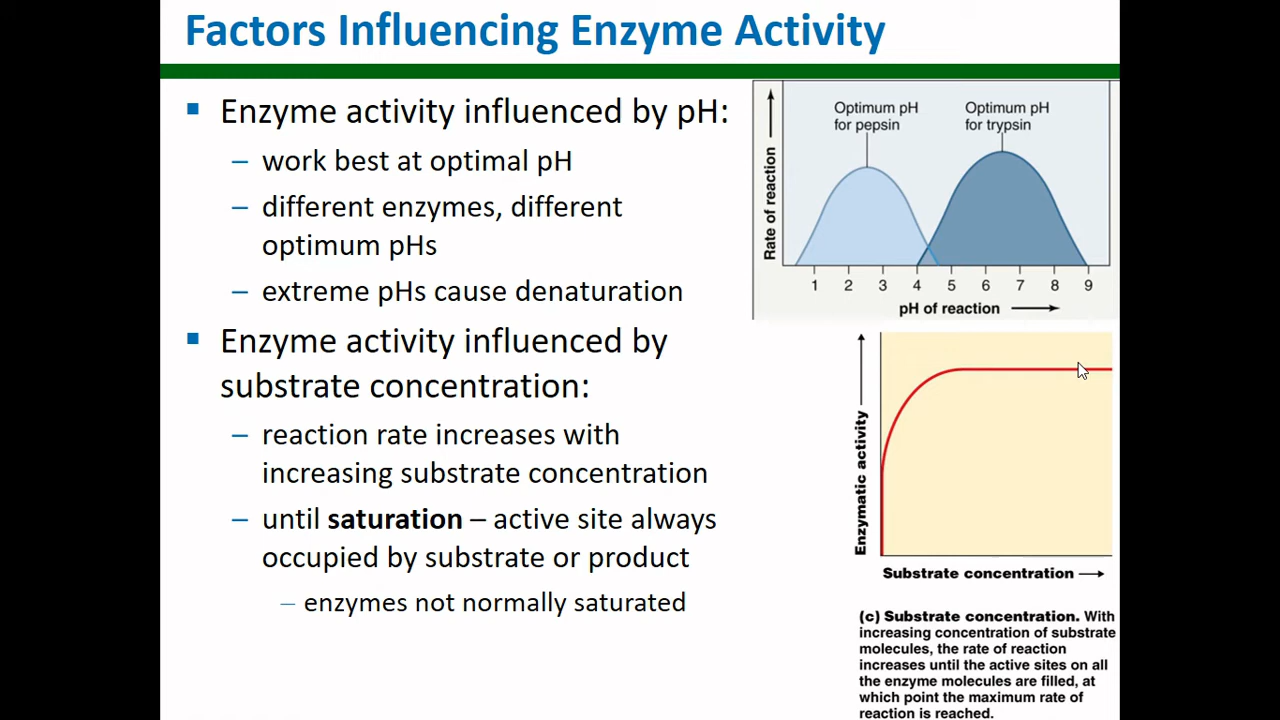 Factors Influencing Enzyme Activity
▪ Enzyme activity influenced by pH:
– work best at optimal pH
– different enzymes, different
optimum pHs
– extreme pHs cause denaturation
▪ Enzyme activity influenced by
substrate concentration:
– reaction rate increases with
increasing substrate concentration
– until saturation – active site always
occupied by substrate or product
– enzymes not normally saturated
Optimum pH
for pepsin
Optimum pH
for trypsin
Rate of reaction
1 2 3 4 5 6 7 8 9
pH of reaction
Enzymatic activity
Substrate concentration
(c) Substrate concentration. With
increasing concentration of substrate
molecules, the rate of reaction
increases until the active sites on all
the enzyme molecules are filled, at
which point the maximum rate of
reaction is reached.